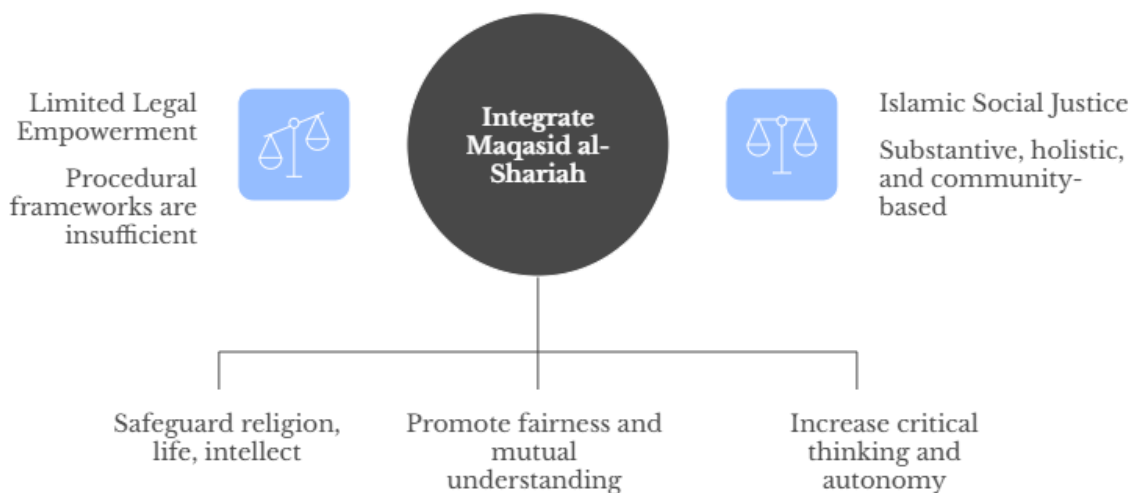 Limited Legal
Empowerment
Procedural
frameworks are
insufficient
Integrate
Maqasid al-
Shariah
Islamic Social Justice
Substantive, holistic,
and community-
based
Safeguard religion,
life, intellect
Promote fairness and
mutual
understanding
Increase critical
thinking and
autonomy